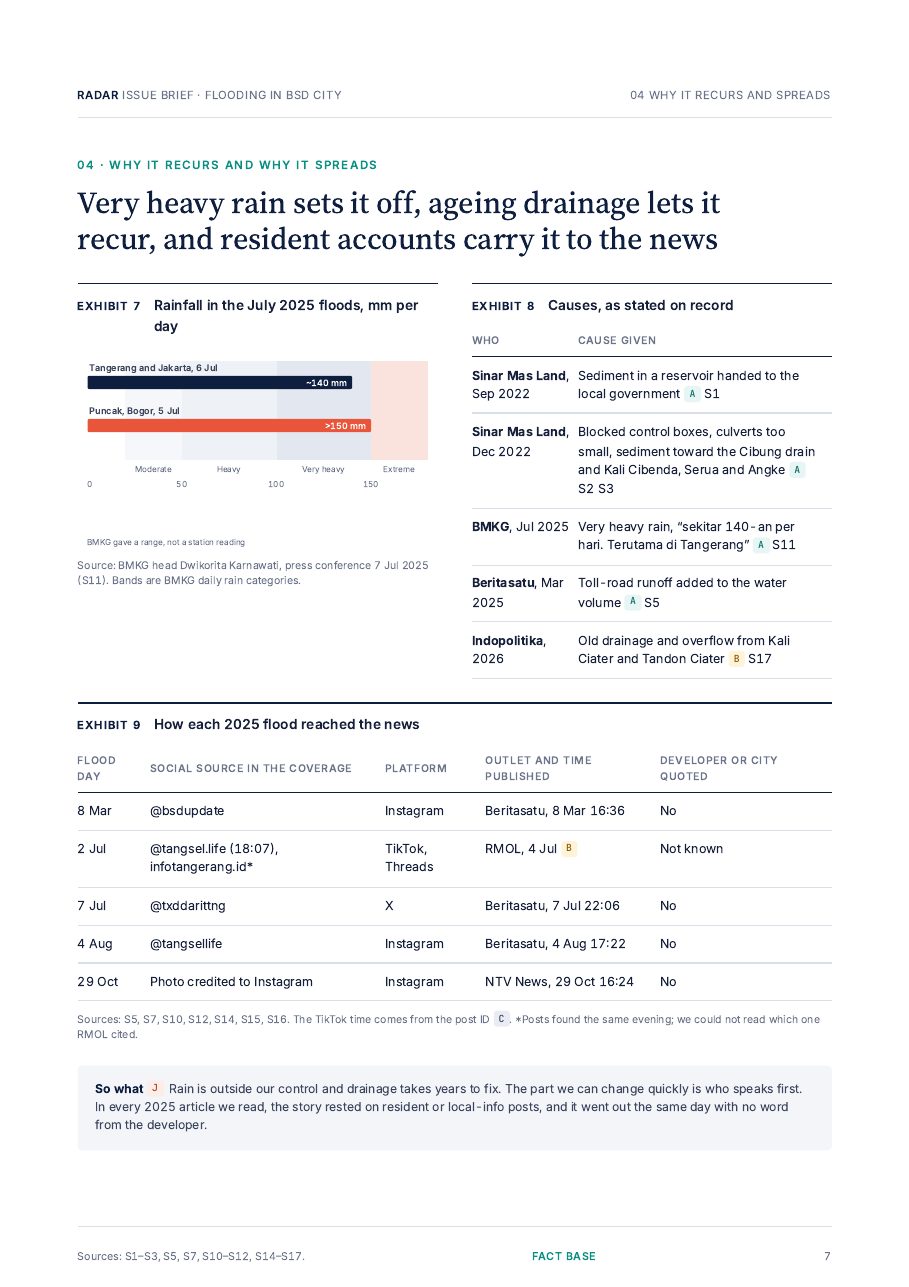 RADAR ISSUE BRIEF · FLOODING IN BSD CITY
04 WHY IT RECURS AND SPREADS
04 · WHY IT RECURS AND WHY IT SPREADS
Very heavy rain sets it off, ageing drainage lets it
recur, and resident accounts carry it to the news
EXHIBIT 7 Rainfall in the July 2025 floods, mm per
day
Tangerang and Jakarta, 6 Jul
~140 mm
Puncak, Bogor, 5 Jul
>150 mm
Moderate Heavy Very heavy Extreme
0 50 100 150
BMKG gave a range, not a station reading
Source: BMKG head Dwikorita Karnawati, press conference 7 Jul 2025
(S11). Bands are BMKG daily rain categories.
EXHIBIT 8 Causes, as stated on record
WHO CAUSE GIVEN
Sinar Mas Land, Sediment in a reservoir handed to the
Sep 2022 local government A S1
Sinar Mas Land, Blocked control boxes, culverts too
Dec 2022 small, sediment toward the Cibung drain
and Kali Cibenda, Serua and Angke A
S2 S3
BMKG, Jul 2025 Very heavy rain, “sekitar 140-an per
hari. Terutama di Tangerang” A S11
Beritasatu, Mar Toll-road runoff added to the water
2025 volume A S5
Indopolitika, Old drainage and overflow from Kali
2026 Ciater and Tandon Ciater B S17
EXHIBIT 9 How each 2025 flood reached the news
FLOOD DAY SOCIAL SOURCE IN THE COVERAGE PLATFORM OUTLET AND TIME PUBLISHED DEVELOPER OR CITY QUOTED
8 Mar @bsdupdate Instagram Beritasatu, 8 Mar 16:36 No
2 Jul @tangsel.life (18:07), TikTok, RMOL, 4 Jul B Not known
infotangerang.id* Threads
7 Jul @txddarittng X Beritasatu, 7 Jul 22:06 No
4 Aug @tangsellife Instagram Beritasatu, 4 Aug 17:22 No
29 Oct Photo credited to Instagram Instagram NTV News, 29 Oct 16:24 No
Sources: S5, S7, S10, S12, S14, S15, S16. The TikTok time comes from the post ID C. *Posts found the same evening; we could not read which one
RMOL cited.
So what J Rain is outside our control and drainage takes years to fix. The part we can change quickly is who speaks first.
In every 2025 article we read, the story rested on resident or local-info posts, and it went out the same day with no word
from the developer.
Sources: S1–S3, S5, S7, S10–S12, S14–S17.
FACT BASE
7